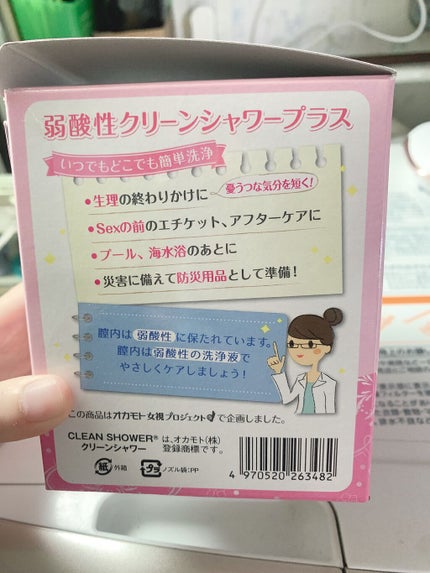 弱酸性クリーンシャワープラス
いつでもどこでも簡単洗浄
●生理の終わりかけに
憂うつな気分を短く!
●Sexの前のエチケット、アフターケアに
●プール、海水浴のあとに
●災害に備えて防災用品として準備!
膣内は弱酸性に保たれています。
膣内は弱酸性の洗浄液で
やさしくケアしましょう!
この商品はオカモト女視プロジェクトで企画しました。
CLEAN SHOWER®は、オカモト(株)
クリーンシャワー 登録商標です。
紙 外箱 プラ ノズル袋:PP
4 970520 263482